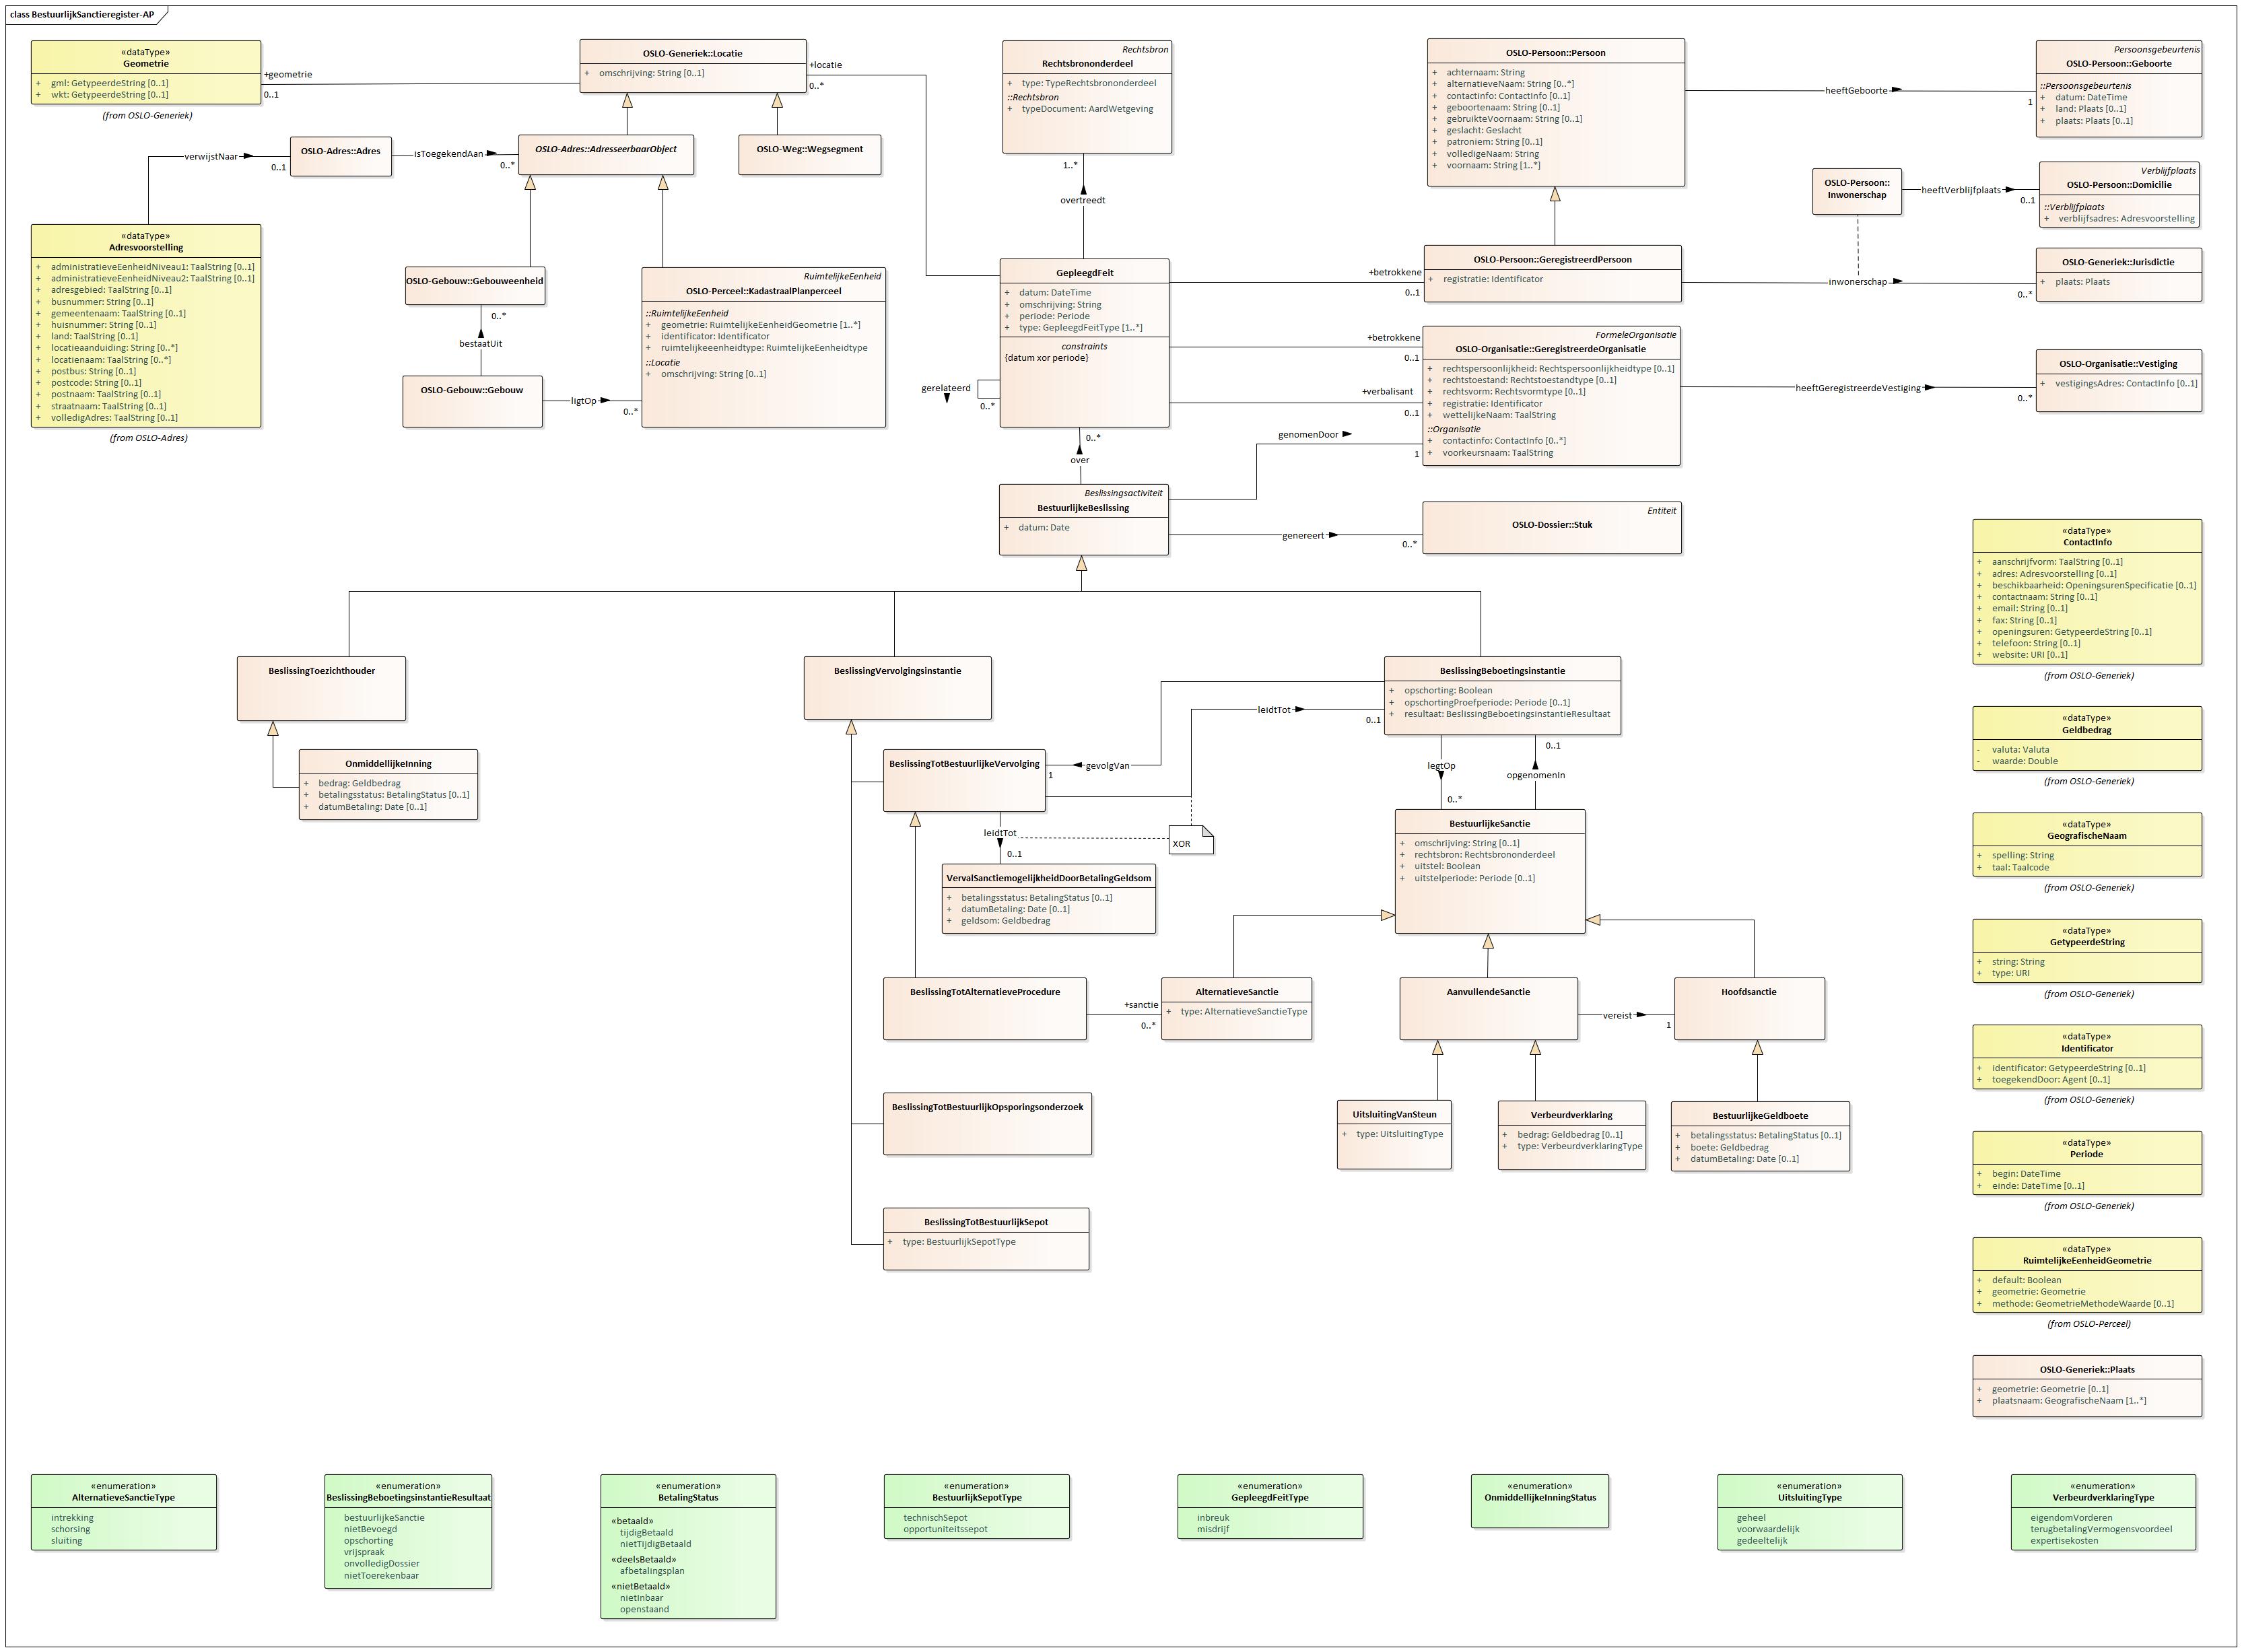 class BestuurlijkSanctieregister-AP
«dataType»
Geometrie
+ gml: GetypeerdeString [0..1]
+ wkt: GetypeerdeString [0..1]
(from OSLO-Generiek)
+geometrie
0..1
OSLO-Generiek::Locatie
+ omschrijving: String [0..1]
+locatie
0..*
Rechtsbron
Rechtsbrononderdeel
+ type: TypeRechtsbrononderdeel
::Rechtsbron
+ typeDocument: AardWetgeving
1..*
overtreedt
OSLO-Persoon::Persoon
+ achternaam: String
+ alternatieveNaam: String [0..*]
+ contactinfo: ContactInfo [0..1]
+ geboortenaam: String [0..1]
+ gebruikteVoornaam: String [0..1]
+ geslacht: Geslacht
+ patroniem: String [0..1]
+ volledigeNaam: String
+ voornaam: String [1..*]
heeftGeboorte
1
Persoonsgebeurtenis
OSLO-Persoon::Geboorte
::Persoonsgebeurtenis
+ datum: DateTime
+ land: Plaats [0..1]
+ plaats: Plaats [0..1]
verwijstNaar
0..1
OSLO-Adres::Adres
isToegekendAan
0..*
OSLO-Adres::AdresseerbaarObject
OSLO-Weg::Wegsegment
OSLO-Persoon::
Inwonerschap
heeftVerblijfplaats
0..1
Verblijfplaats
OSLO-Persoon::Domicilie
::Verblijfplaats
+ verblijfsadres: Adresvoorstelling
«dataType»
Adresvoorstelling
+ administratieveEenheidNiveau1: TaalString [0..1]
+ administratieveEenheidNiveau2: TaalString [0..1]
+ adresgebied: TaalString [0..1]
+ busnummer: String [0..1]
+ gemeentenaam: TaalString [0..1]
+ huisnummer: String [0..1]
+ land: TaalString [0..1]
+ locatieaanduiding: String [0..*]
+ locatienaam: TaalString [0..*]
+ postbus: String [0..1]
+ postcode: String [0..1]
+ postnaam: TaalString [0..1]
+ straatnaam: TaalString [0..1]
+ volledigAdres: TaalString [0..1]
(from OSLO-Adres)
OSLO-Gebouw::Gebouweenheid
0..*
bestaatUit
OSLO-Gebouw::Gebouw
ligtOp
0..*
RuimtelijkeEenheid
OSLO-Perceel::KadastraalPlanperceel
::RuimtelijkeEenheid
+ geometrie: RuimtelijkeEenheidGeometrie [1..*]
+ identificator: Identificator
+ ruimtelijkeeenheidtype: RuimtelijkeEenheidtype
::Locatie
+ omschrijving: String [0..1]
GepleegdFeit
+ datum: DateTime
+ omschrijving: String
+ periode: Periode
+ type: GepleegdFeitType [1..*]
constraints
{datum xor periode}
gerelateerd
0..*
+betrokkene
0..1
OSLO-Persoon::GeregistreerdPersoon
+ registratie: Identificator
inwonerschap
0..*
OSLO-Generiek::Jurisdictie
+ plaats: Plaats
+betrokkene
0..1
+verbalisant
0..1
genomenDoor
1
FormeleOrganisatie
OSLO-Organisatie::GeregistreerdeOrganisatie
+ rechtspersoonlijkheid: Rechtspersoonlijkheidtype [0..1]
+ rechtstoestand: Rechtstoestandtype [0..1]
+ rechtsvorm: Rechtsvormtype [0..1]
+ registratie: Identificator
+ wettelijkeNaam: TaalString
::Organisatie
+ contactinfo: ContactInfo [0..*]
+ voorkeursnaam: TaalString
heeftGeregistreerdeVestiging
0..*
OSLO-Organisatie::Vestiging
+ vestigingsAdres: ContactInfo [0..1]
0..*
over
Beslissingsactiviteit
BestuurlijkeBeslissing
+ datum: Date
genereert
0..*
Entiteit
OSLO-Dossier::Stuk
«dataType»
ContactInfo
+ aanschrijfvorm: TaalString [0..1]
+ adres: Adresvoorstelling [0..1]
+ beschikbaarheid: OpeningsurenSpecificatie [0..1]
+ contactnaam: String [0..1]
+ email: String [0..1]
+ fax: String [0..1]
+ openingsuren: GetypeerdeString [0..1]
+ telefoon: String [0..1]
+ website: URI [0..1]
(from OSLO-Generiek)
BeslissingToezichthouder
BeslissingVervolgingsinstantie
BeslissingBeboetingsinstantie
+ opschorting: Boolean
+ opschortingProefperiode: Periode [0..1]
+ resultaat: BeslissingBeboetingsinstantieResultaat
leidtTot
0..1
OnmiddellijkeInning
+ bedrag: Geldbedrag
+ betalingsstatus: BetalingStatus [0..1]
+ datumBetaling: Date [0..1]
BeslissingTotBestuurlijkeVervolging
1
gevolgVan
legtOp
0..*
0..1
opgenomenIn
«dataType»
Geldbedrag
- valuta: Valuta
- waarde: Double
(from OSLO-Generiek)
leidtTot
0..1
XOR
VervalSanctiemogelijkheidDoorBetalingGeldsom
+ betalingsstatus: BetalingStatus [0..1]
+ datumBetaling: Date [0..1]
+ geldsom: Geldbedrag
BestuurlijkeSanctie
+ omschrijving: String [0..1]
+ rechtsbron: Rechtsbrononderdeel
+ uitstel: Boolean
+ uitstelperiode: Periode [0..1]
«dataType»
GeografischeNaam
+ spelling: String
+ taal: Taalcode
(from OSLO-Generiek)
«dataType»
GetypeerdeString
+ string: String
+ type: URI
(from OSLO-Generiek)
BeslissingTotAlternatieveProcedure
+sanctie
0..*
AlternatieveSanctie
+ type: AlternatieveSanctieType
AanvullendeSanctie
vereist
1
Hoofdsanctie
«dataType»
Identificator
+ identificator: GetypeerdeString [0..1]
+ toegekendDoor: Agent [0..1]
(from OSLO-Generiek)
BeslissingTotBestuurlijkOpsporingsonderzoek
UitsluitingVanSteun
+ type: UitsluitingType
Verbeurdverklaring
+ bedrag: Geldbedrag [0..1]
+ type: VerbeurdverklaringType
BestuurlijkeGeldboete
+ betalingsstatus: BetalingStatus [0..1]
+ boete: Geldbedrag
+ datumBetaling: Date [0..1]
«dataType»
Periode
+ begin: DateTime
+ einde: DateTime [0..1]
(from OSLO-Generiek)
BeslissingTotBestuurlijkSepot
+ type: BestuurlijkSepotType
«dataType»
RuimtelijkeEenheidGeometrie
+ default: Boolean
+ geometrie: Geometrie
+ methode: GeometrieMethodeWaarde [0..1]
(from OSLO-Perceel)
OSLO-Generiek::Plaats
+ geometrie: Geometrie [0..1]
+ plaatsnaam: GeografischeNaam [1..*]
«enumeration»
AlternatieveSanctieType
intrekking
schorsing
sluiting
«enumeration»
BeslissingBeboetingsinstantieResultaat
bestuurlijkeSanctie
nietBevoegd
opschorting
vrijspraak
onvolledigDossier
nietToerekenbaar
«enumeration»
BetalingStatus
«betaald»
tijdigBetaald
nietTijdigBetaald
«deelsBetaald»
afbetalingsplan
«nietBetaald»
nietInbaar
openstaand
«enumeration»
BestuurlijkSepotType
technischSepot
opportuniteitssepot
«enumeration»
GepleegdFeitType
inbreuk
misdrijf
«enumeration»
OnmiddellijkeInningStatus
«enumeration»
UitsluitingType
geheel
voorwaardelijk
gedeeltelijk
«enumeration»
VerbeurdverklaringType
eigendomVorderen
terugbetalingVermogensvoordeel
expertisekosten